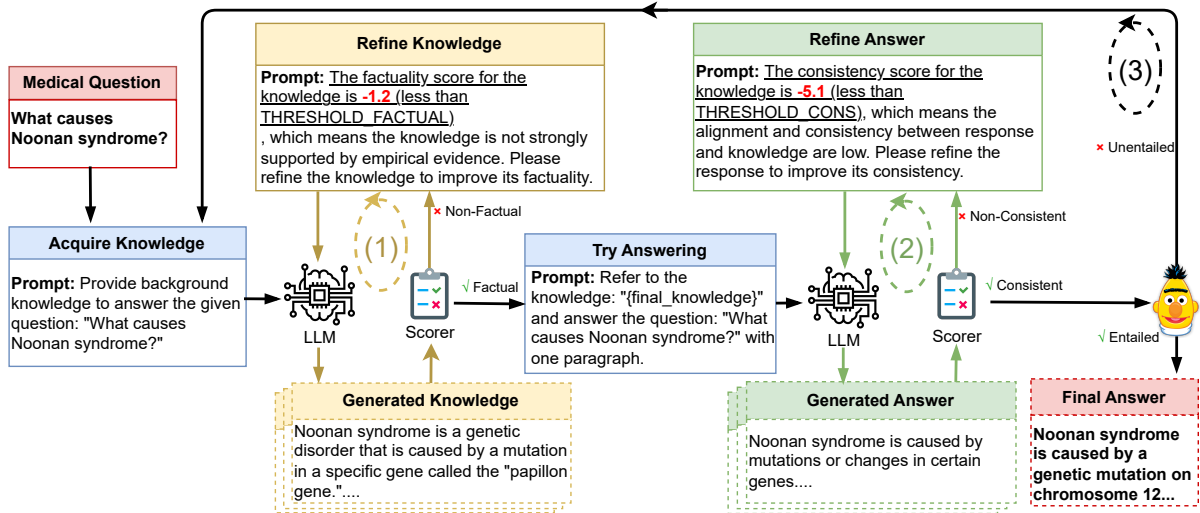 Medical Question
What causes
Noonan syndrome?
Acquire Knowledge
Prompt: Provide background
knowledge to answer the given
question: "What causes
Noonan syndrome?"
Refine Knowledge
Prompt: The factuality score for the
knowledge is -1.2 (less than
THRESHOLD_FACTUAL)
, which means the knowledge is not strongly
supported by empirical evidence. Please
refine the knowledge to improve its factuality.
(1)
× Non-Factual
LLM
Scorer
√ Factual
Generated Knowledge
Noonan syndrome is a genetic
disorder that is caused by a mutation
in a specific gene called the "papillon
gene."....
Try Answering
Prompt: Refer to the
knowledge: "{final_knowledge}"
and answer the question: "What
causes Noonan syndrome?" with
one paragraph.
Refine Answer
Prompt: The consistency score for the
knowledge is -5.1 (less than
THRESHOLD_CONS), which means the
alignment and consistency between response
and knowledge are low. Please refine the
response to improve its consistency.
(2)
× Non-Consistent
LLM
Scorer
√ Consistent
Generated Answer
Noonan syndrome is caused by
mutations or changes in certain
genes....
(3)
× Unentailed
√ Entailed
Final Answer
Noonan syndrome
is caused by a
genetic mutation on
chromosome 12...